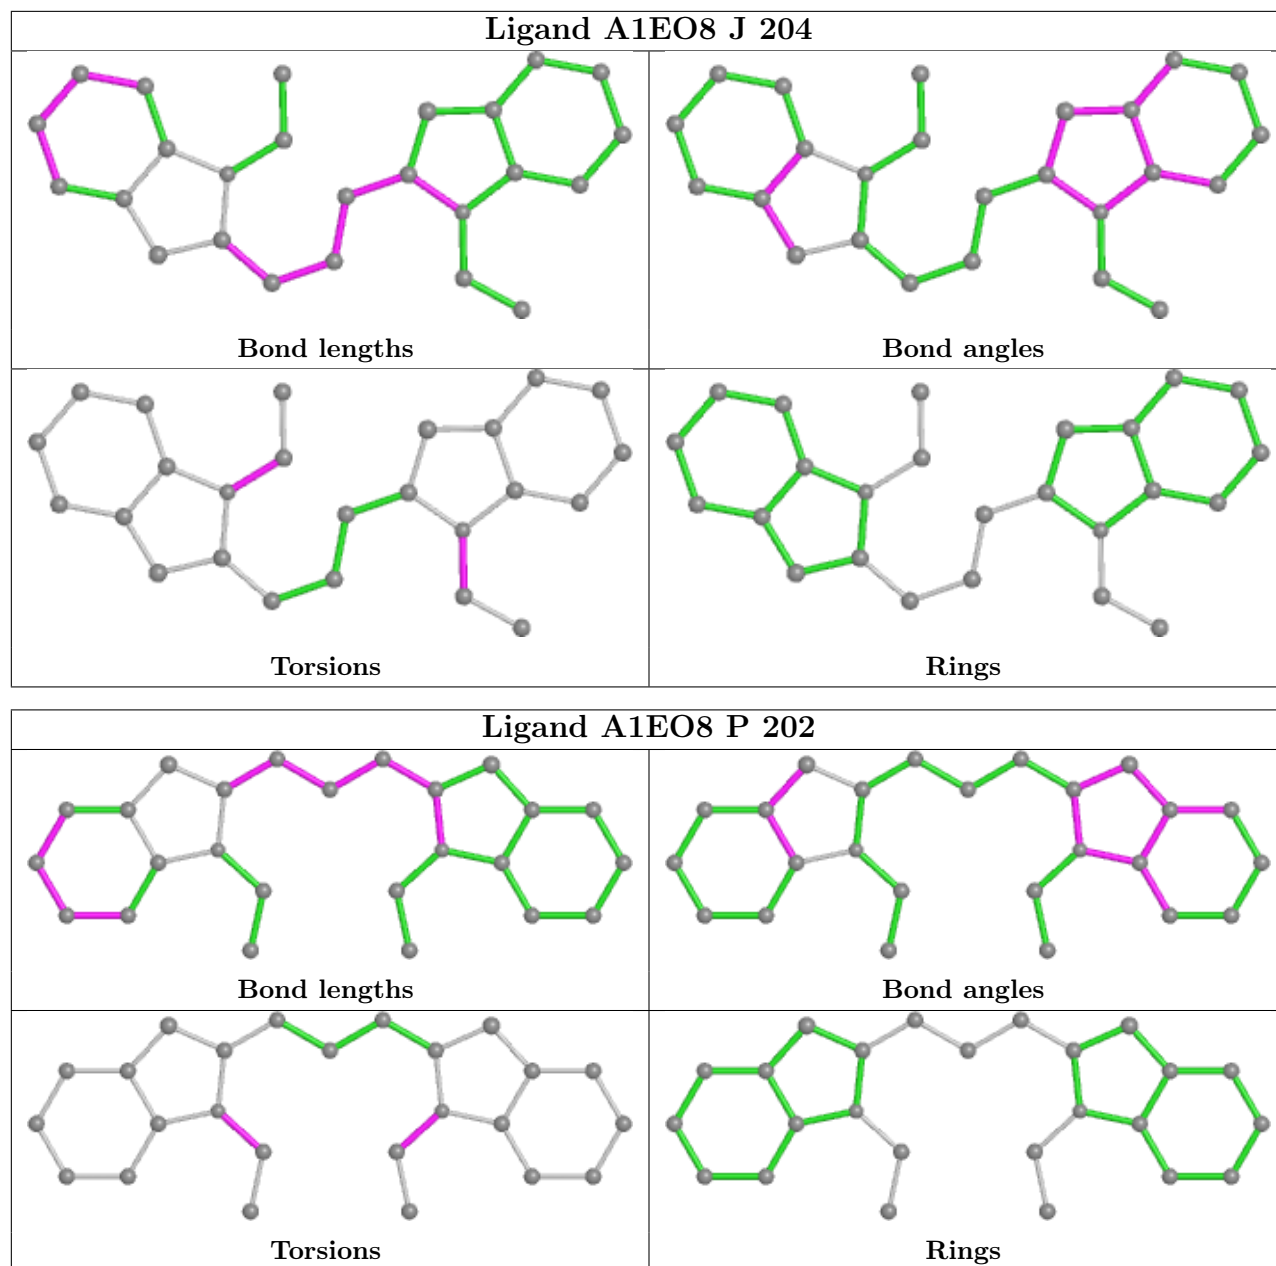 Ligand A1EO8 J 204
Bond lengths
Bond angles
Torsions
Rings
Ligand A1EO8 P 202
Bond lengths
Bond angles
Torsions
Rings